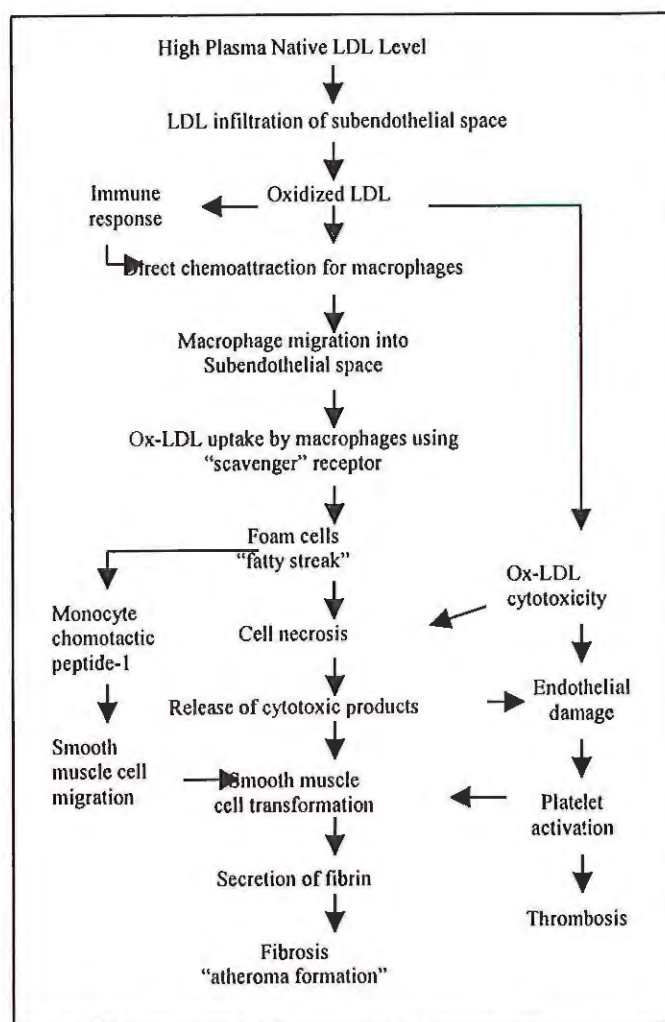 High Plasma Native LDL Level
LDL infiltration of subendothelial space
Immune
response
Oxidized LDL
Direct chemoattraction for macrophages
Macrophage migration into
Subendothelial space
Ox-LDL uptake by macrophages using
“scavenger” receptor
Foam cells
“fatty streak”
Monocyte
chomotactic
peptide-1
Ox-LDL
cytotoxicity
Cell necrosis
Release of cytotoxic products
Endothelial
damage
Smooth
muscle cell
migration
Smooth muscle
cell transformation
Platelet
activation
Secretion of fibrin
Thrombosis
Fibrosis
“atheroma formation”